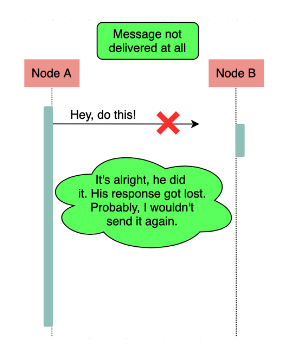 Message not
delivered at all
Node A
Node B
Hey, do this!
It's alright, he did
it. His response got lost.
Probably, I wouldn't
send it again.